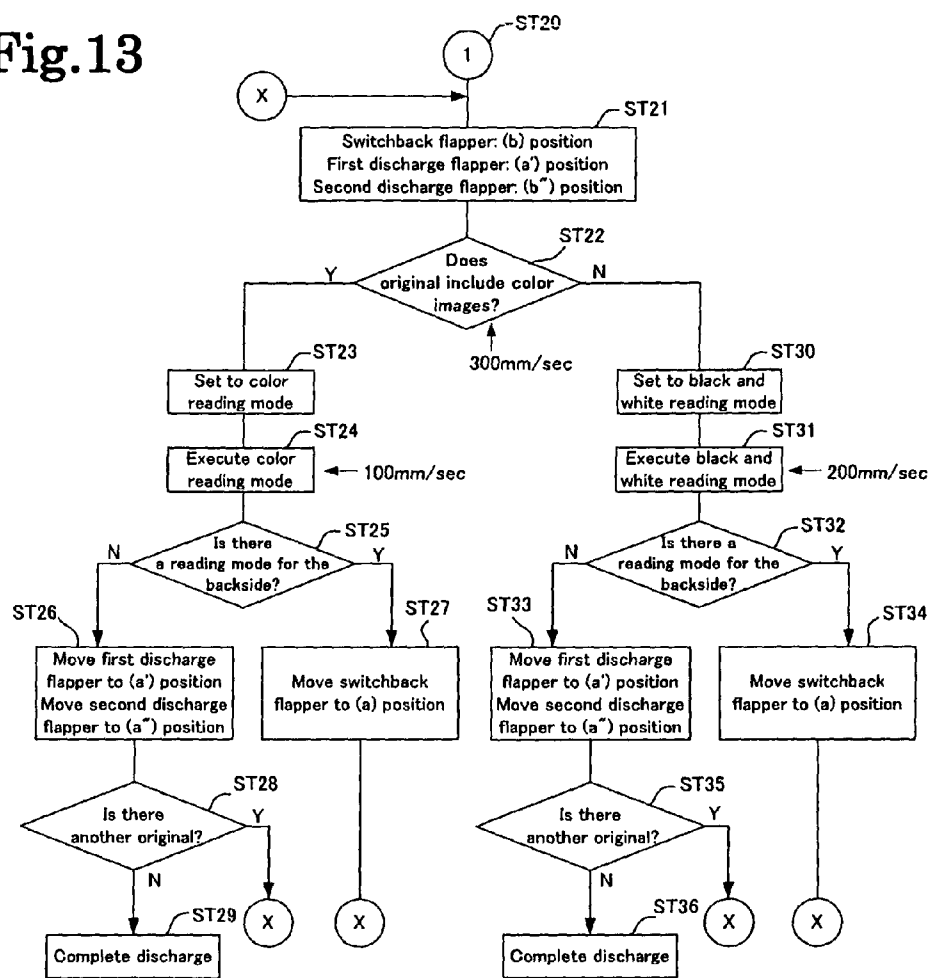 Fig.13
1
ST20
X
ST21
Switchback flapper: (b) position
First discharge flapper: (a') position
Second discharge flapper: (b") position
ST22
Does
original include color
images?
Y
N
300mm/sec
ST23
Set to color
reading mode
ST30
Set to black and
white reading mode
ST24
Execute color
reading mode
100mm/sec
ST31
Execute black and
white reading mode
200mm/sec
ST25
Is there
a reading mode for the
backside?
N
Y
ST32
Is there a
reading mode for the
backside?
N
Y
ST26
Move first discharge
flapper to (a') position
Move second discharge
flapper to (a") position
ST27
Move switchback
flapper to (a) position
ST33
Move first discharge
flapper to (a') position
Move second discharge
flapper to (a") position
ST34
Move switchback
flapper to (a) position
ST28
Is there
another original?
Y
N
ST35
Is there
another original?
Y
N
X
X
X
X
ST29
Complete discharge
ST36
Complete discharge